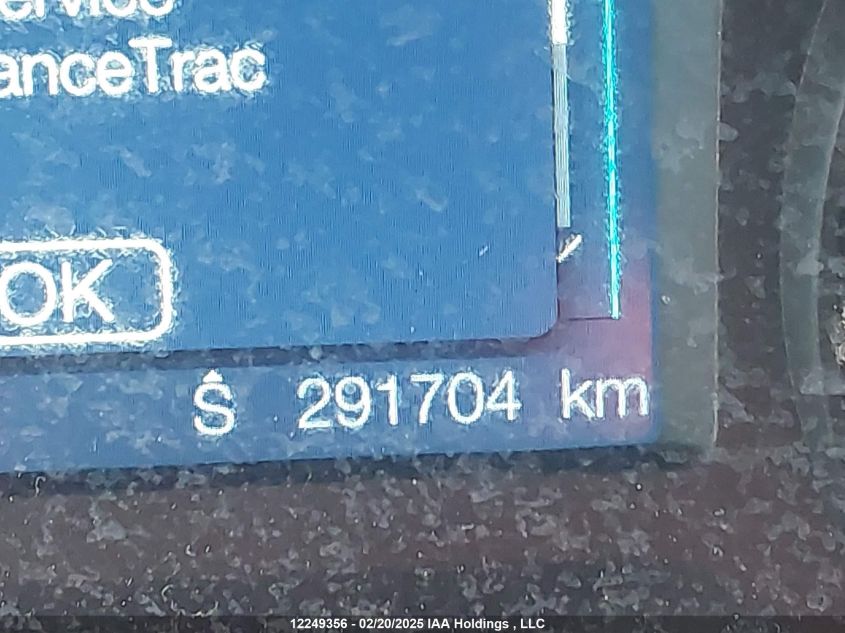 ervice
anceTrac
OK
S 291704 km
12249356 - 02/20/2025 IAA Holdings , LLC